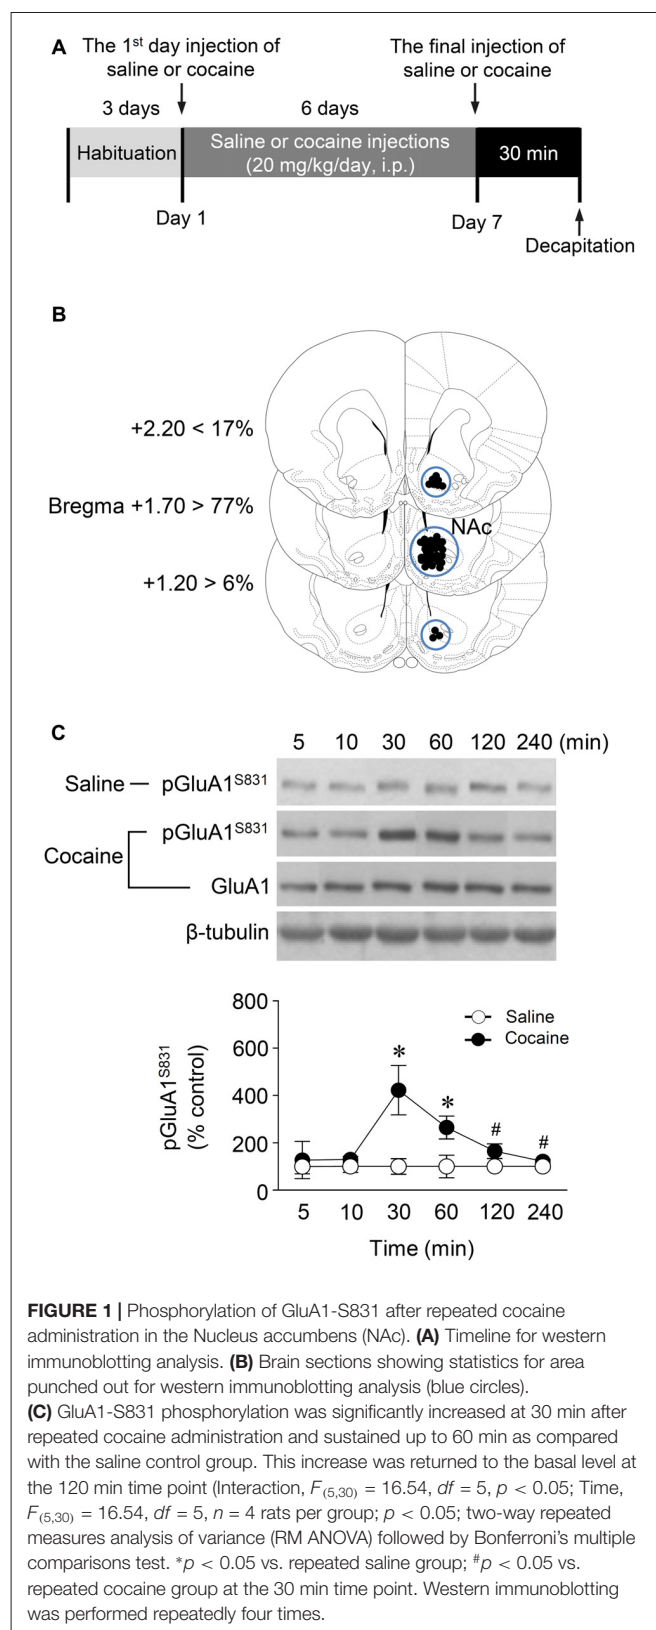 A
The 1st day injection of
saline or cocaine
The final injection of
saline or cocaine
3 days
6 days
Habituation
Saline or cocaine injections
(20 mg/kg/day, i.p.)
30 min
Day 1
Day 7
Decapitation
B
+2.20 < 17%
Bregma +1.70 > 77%
NAc
+1.20 > 6%
C
5 10 30 60 120 240 (min)
Saline — pGluA1S831
pGluA1S831
Cocaine
GluA1
β-tubulin
800
600
400
200
0
pGluA1S831
(% control)
Saline
Cocaine
*
*
#
#
5 10 30 60 120 240
Time (min)
FIGURE 1 | Phosphorylation of GluA1-S831 after repeated cocaine
administration in the Nucleus accumbens (NAc). (A) Timeline for western
immunoblotting analysis. (B) Brain sections showing statistics for area
punched out for western immunoblotting analysis (blue circles).
(C) GluA1-S831 phosphorylation was significantly increased at 30 min after
repeated cocaine administration and sustained up to 60 min as compared
with the saline control group. This increase was returned to the basal level at
the 120 min time point (Interaction, F(5,30) = 16.54, df = 5, p < 0.05; Time,
F(5,30) = 16.54, df = 5, n = 4 rats per group; p < 0.05; two-way repeated
measures analysis of variance (RM ANOVA) followed by Bonferroni's multiple
comparisons test. *p < 0.05 vs. repeated saline group; #p < 0.05 vs.
repeated cocaine group at the 30 min time point. Western immunoblotting
was performed repeatedly four times.